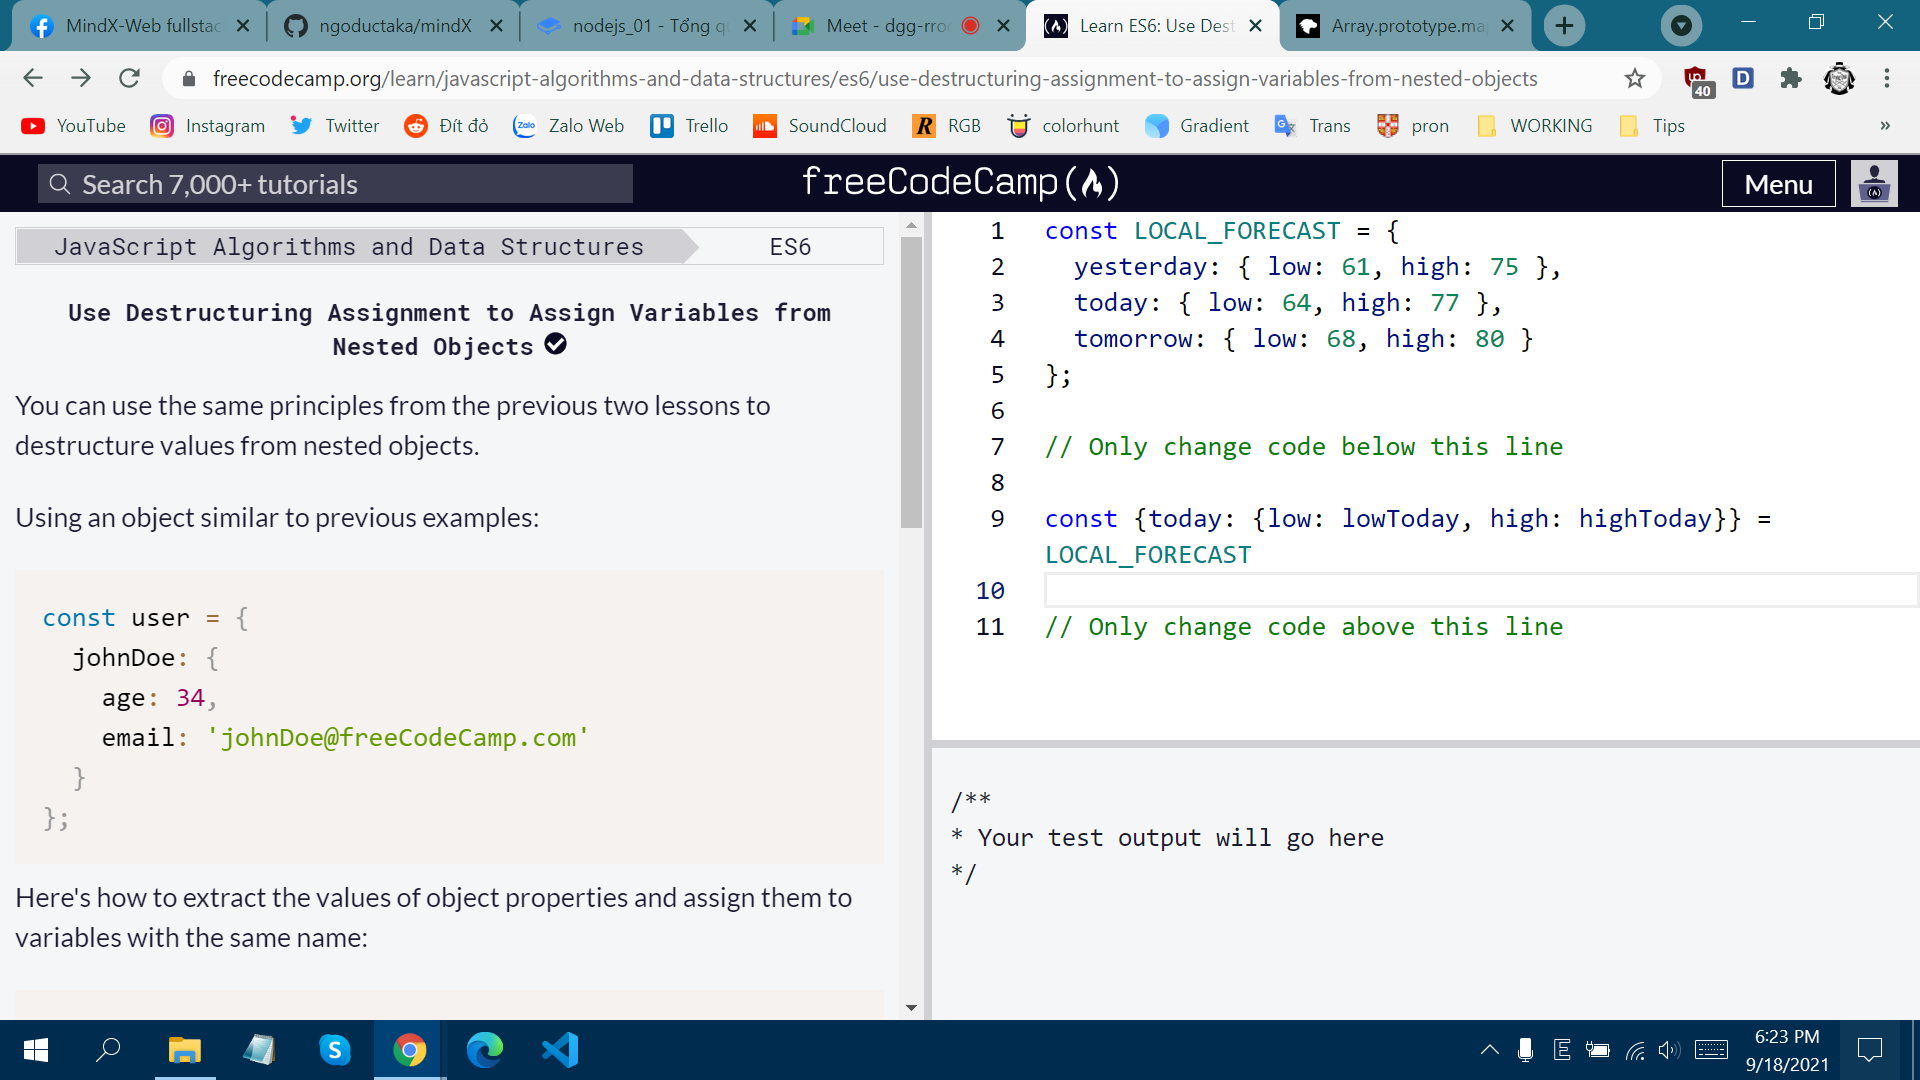 MindX-Web fullstac
ngoductaka/mindX
nodejs_01 - Tổng q
Meet - dgg-rro
Learn ES6: Use Dest
Array.prototype.ma
freecodecamp.org/learn/javascript-algorithms-and-data-structures/es6/use-destructuring-assignment-to-assign-variables-from-nested-objects
40
D
YouTube
Instagram
Twitter
Đít đỏ
Zalo
Zalo Web
Trello
SoundCloud
R
RGB
colorhunt
Gradient
Trans
pron
WORKING
Tips
»
Search 7,000+ tutorials
freeCodeCamp
Menu
JavaScript Algorithms and Data Structures
ES6
Use Destructuring Assignment to Assign Variables from
Nested Objects
You can use the same principles from the previous two lessons to
destructure values from nested objects.
Using an object similar to previous examples:
const user = {
johnDoe: {
age: 34,
email: 'johnDoe@freeCodeCamp.com'
}
};
Here's how to extract the values of object properties and assign them to
variables with the same name:
1 const LOCAL_FORECAST = {
2 yesterday: { low: 61, high: 75 },
3 today: { low: 64, high: 77 },
4 tomorrow: { low: 68, high: 80 }
5 };
6
7 // Only change code below this line
8
9 const {today: {low: lowToday, high: highToday}} =
LOCAL_FORECAST
10
11 // Only change code above this line
/**
* Your test output will go here
*/
S
E
6:23 PM
9/18/2021